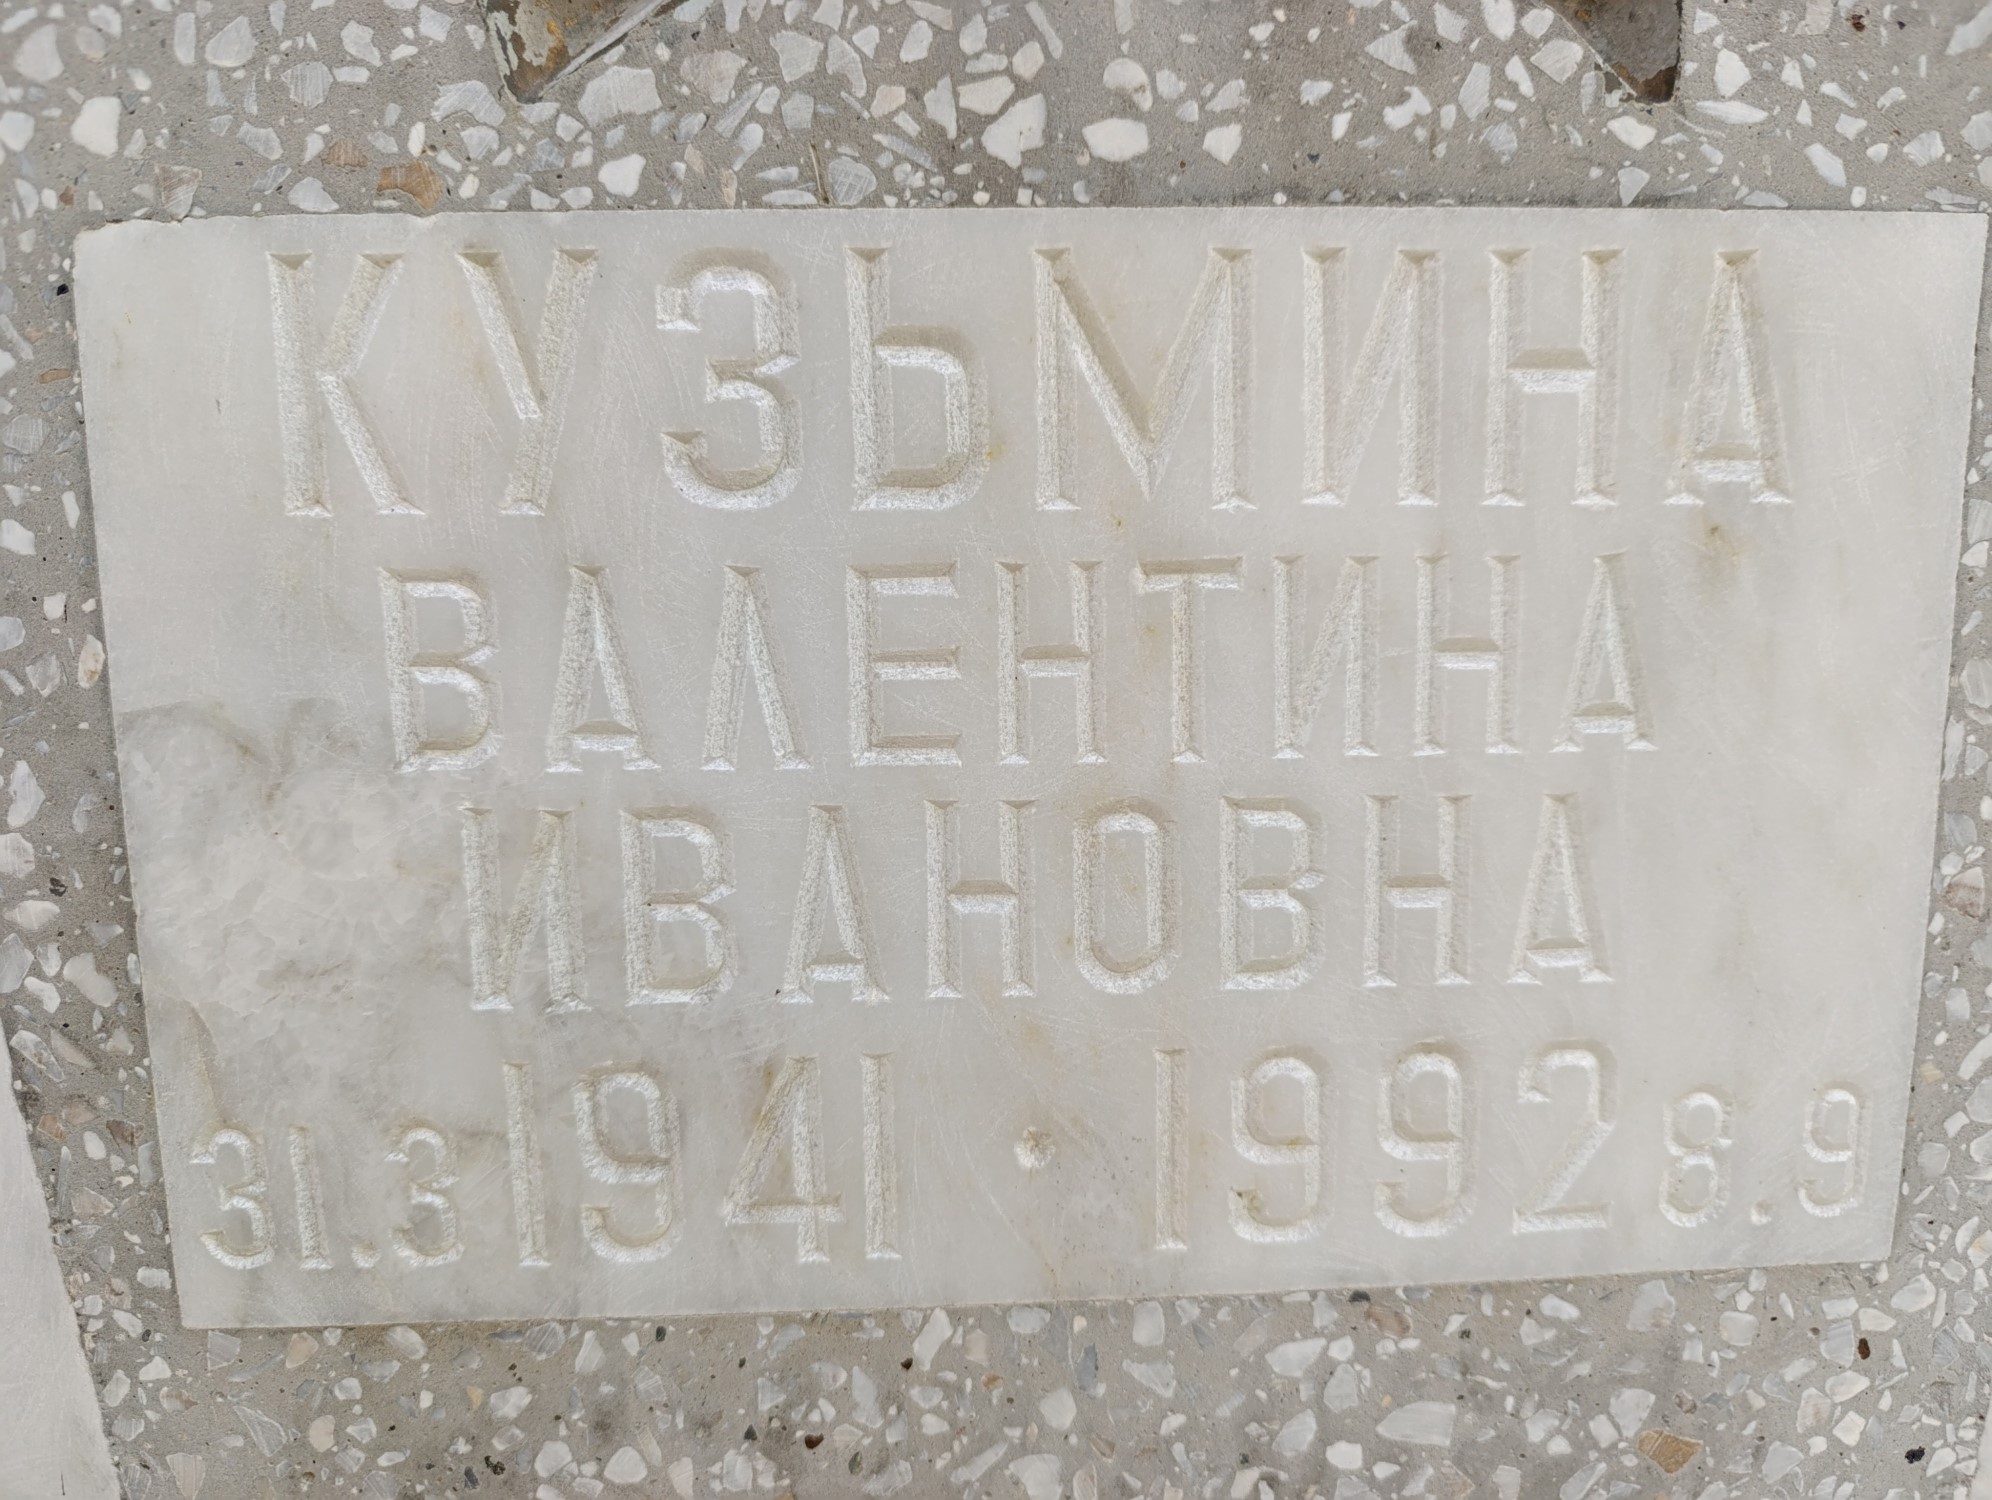 КУЗЬМИНА
ВАЛЕНТИНА
ИВАНОВНА
31.3 1941 · 1992 8.9